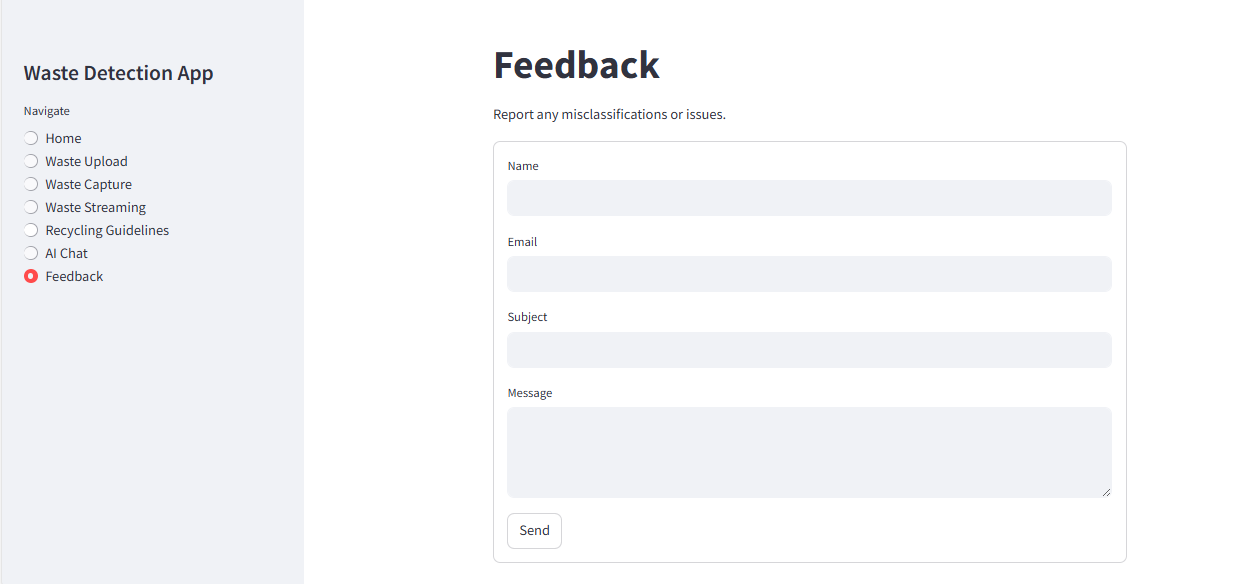 Waste Detection App
Navigate
Home
Waste Upload
Waste Capture
Waste Streaming
Recycling Guidelines
AI Chat
Feedback
Feedback
Report any misclassifications or issues.
Name
Email
Subject
Message
Send